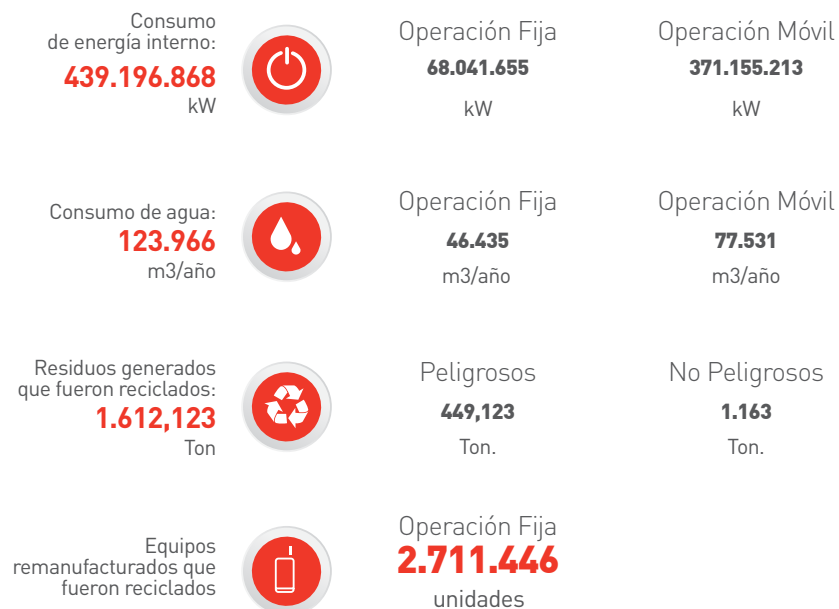 Consumo
de energía interno:
439.196.868
kW
Operación Fija
68.041.655
kW
Operación Móvil
371.155.213
kW
Consumo de agua:
123.966
m3/año
Operación Fija
46.435
m3/año
Operación Móvil
77.531
m3/año
Residuos generados
que fueron reciclados:
1.612,123
Ton
Peligrosos
449,123
Ton.
No Peligrosos
1.163
Ton.
Equipos
remanufacturados que
fueron reciclados
Operación Fija
2.711.446
unidades